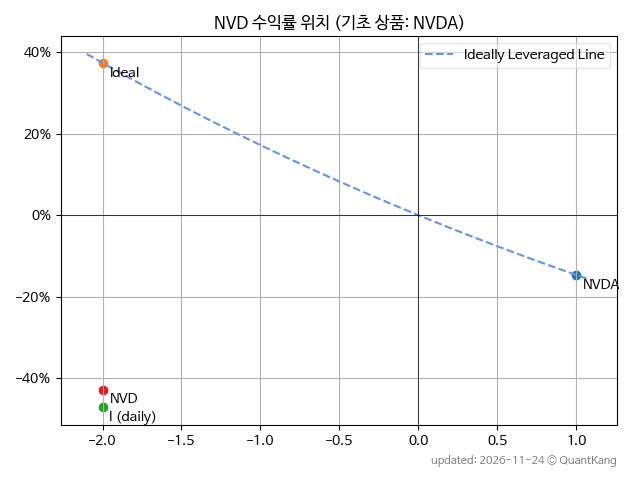 NVD 수익률 위치 (기초 상품: NVDA)
40%
20%
0%
−20%
−40%
Ideally Leveraged Line
Ideal
NVDA
NVD
I (daily)
−2.0 −1.5 −1.0 −0.5 0.0 0.5 1.0
updated: 2026-11-24 © QuantKang